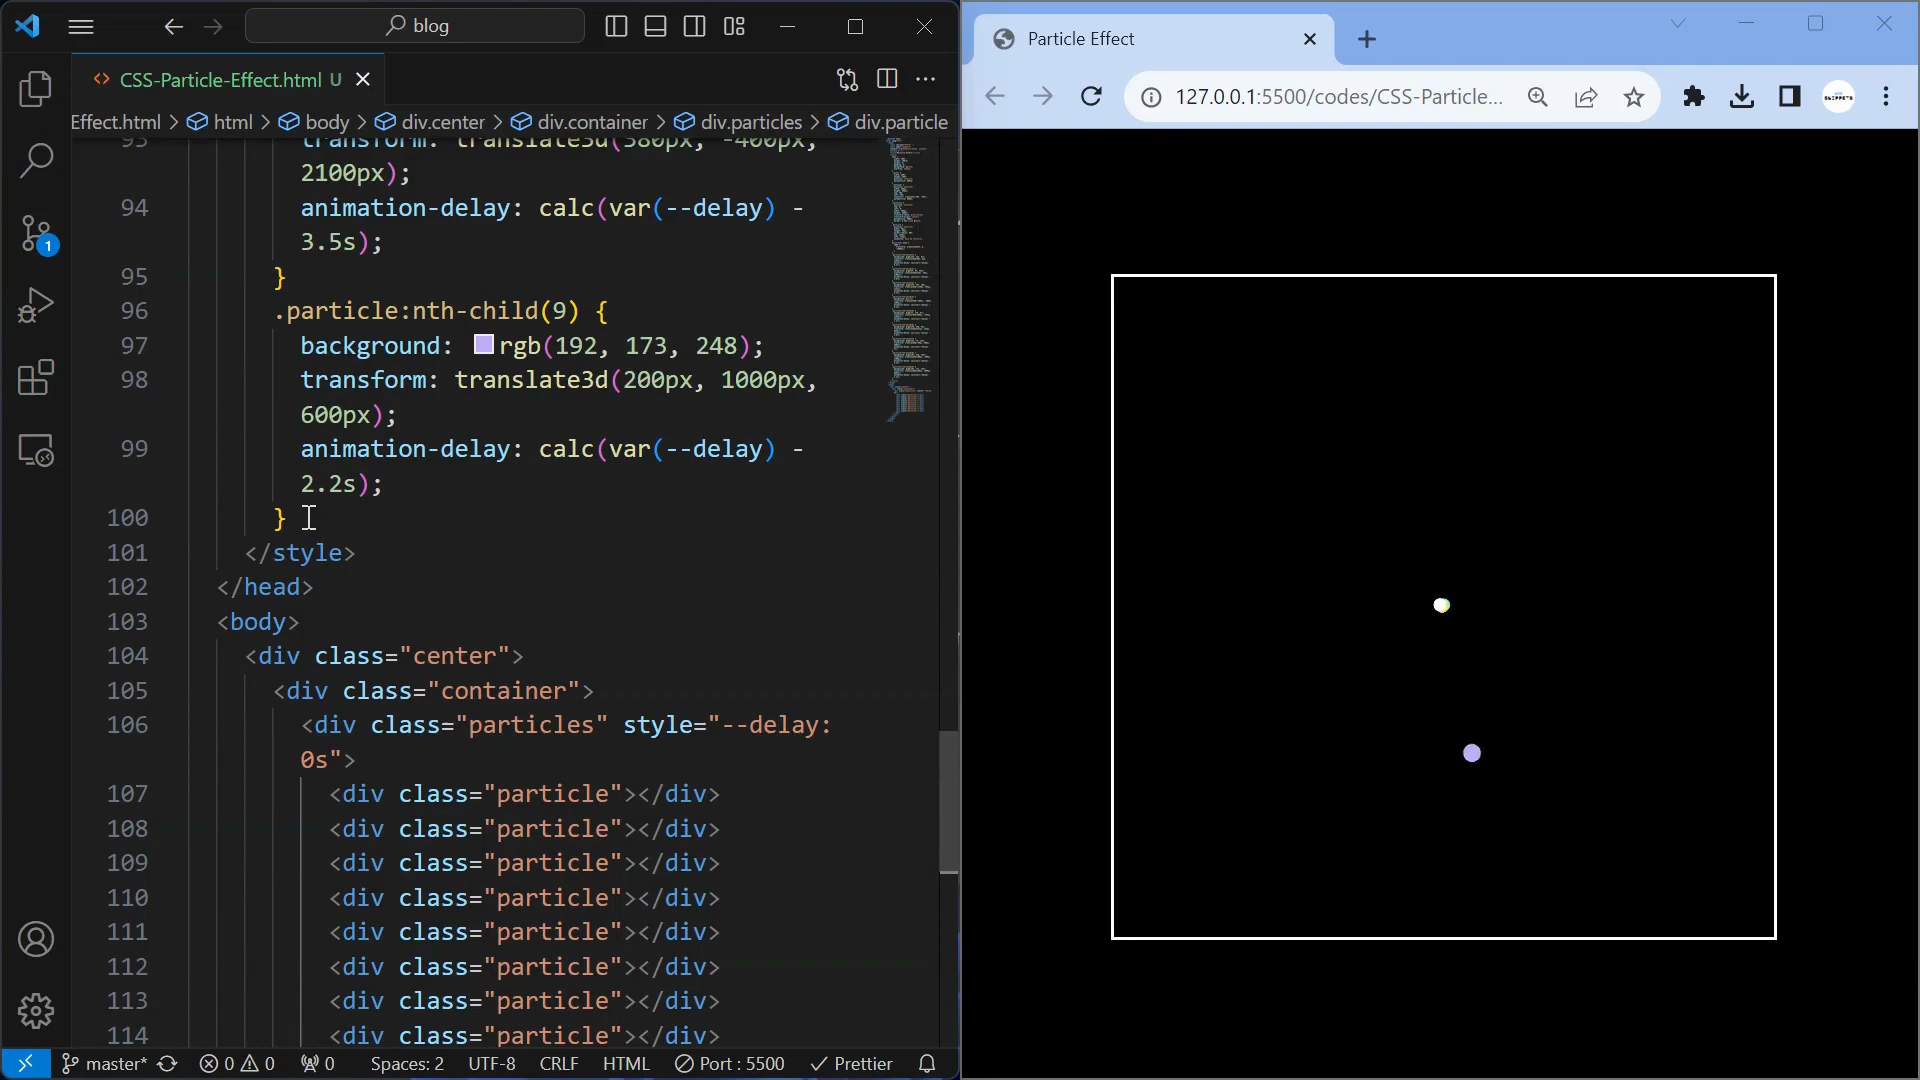 blog
CSS-Particle-Effect.html U
Effect.html > html > body > div.center > div.container > div.particles > div.particle
93 transform: translate3d(380px, -400px,
2100px);
94 animation-delay: calc(var(--delay) -
3.5s);
95 }
96 .particle:nth-child(9) {
97 background: rgb(192, 173, 248);
98 transform: translate3d(200px, 1000px,
600px);
99 animation-delay: calc(var(--delay) -
2.2s);
100 }
101 </style>
102 </head>
103 <body>
104 <div class="center">
105 <div class="container">
106 <div class="particles" style="--delay:
0s">
107 <div class="particle"></div>
108 <div class="particle"></div>
109 <div class="particle"></div>
110 <div class="particle"></div>
111 <div class="particle"></div>
112 <div class="particle"></div>
113 <div class="particle"></div>
114 <div class="particle"></div>
1
master* 0 0 0 Spaces: 2 UTF-8 CRLF HTML Port : 5500 Prettier
Particle Effect
127.0.0.1:5500/codes/CSS-Particle...